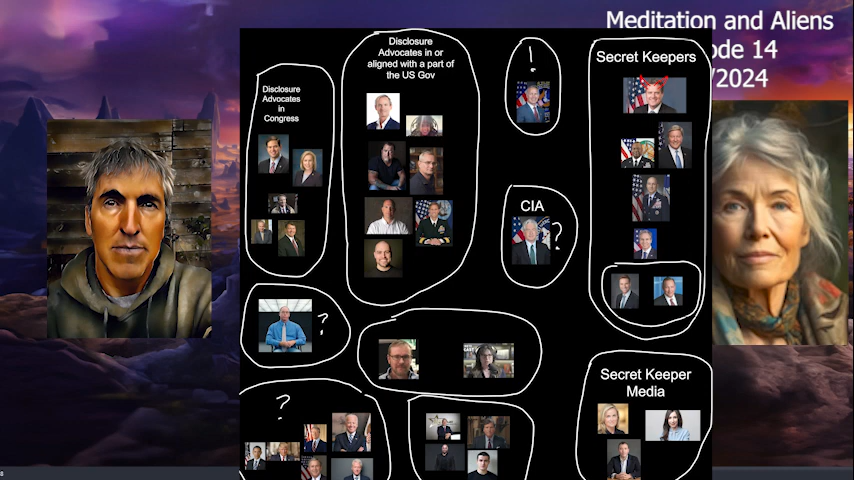 Meditation and Aliens
ode 14
/2024
Disclosure
Advocates in or
aligned with a part of
the US Gov
!
Secret Keepers
Disclosure
Advocates
in
Congress
CIA
?
?
?
Secret Keeper
Media
8